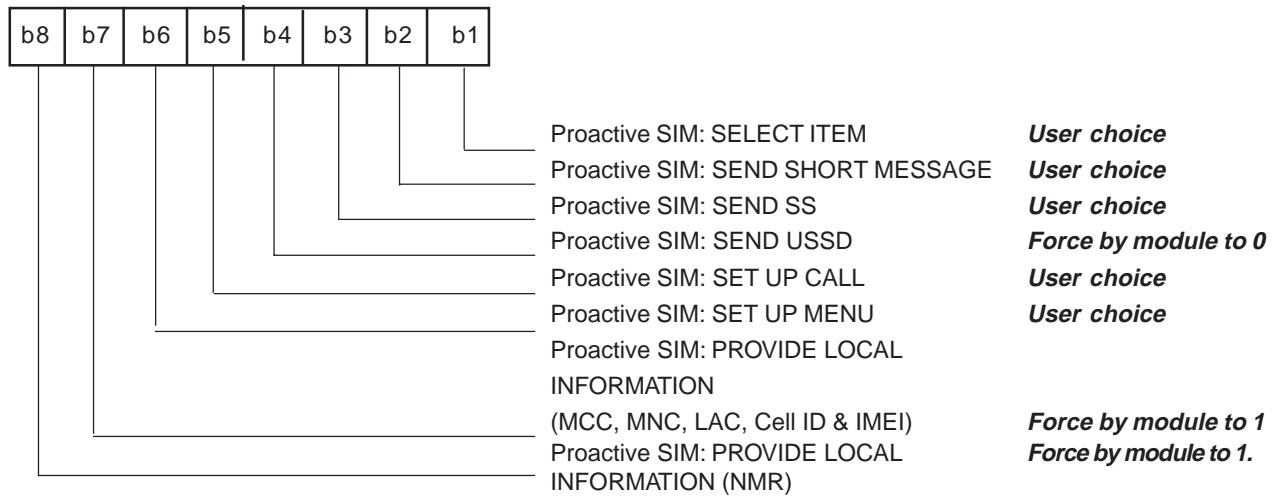 b8 b7 b6 b5 b4 b3 b2 b1
Proactive SIM: SELECT ITEM User choice
Proactive SIM: SEND SHORT MESSAGE User choice
Proactive SIM: SEND SS User choice
Proactive SIM: SEND USSD Force by module to 0
Proactive SIM: SET UP CALL User choice
Proactive SIM: SET UP MENU User choice
Proactive SIM: PROVIDE LOCAL
INFORMATION
(MCC, MNC, LAC, Cell ID & IMEI) Force by module to 1
Proactive SIM: PROVIDE LOCAL Force by module to 1.
INFORMATION (NMR)